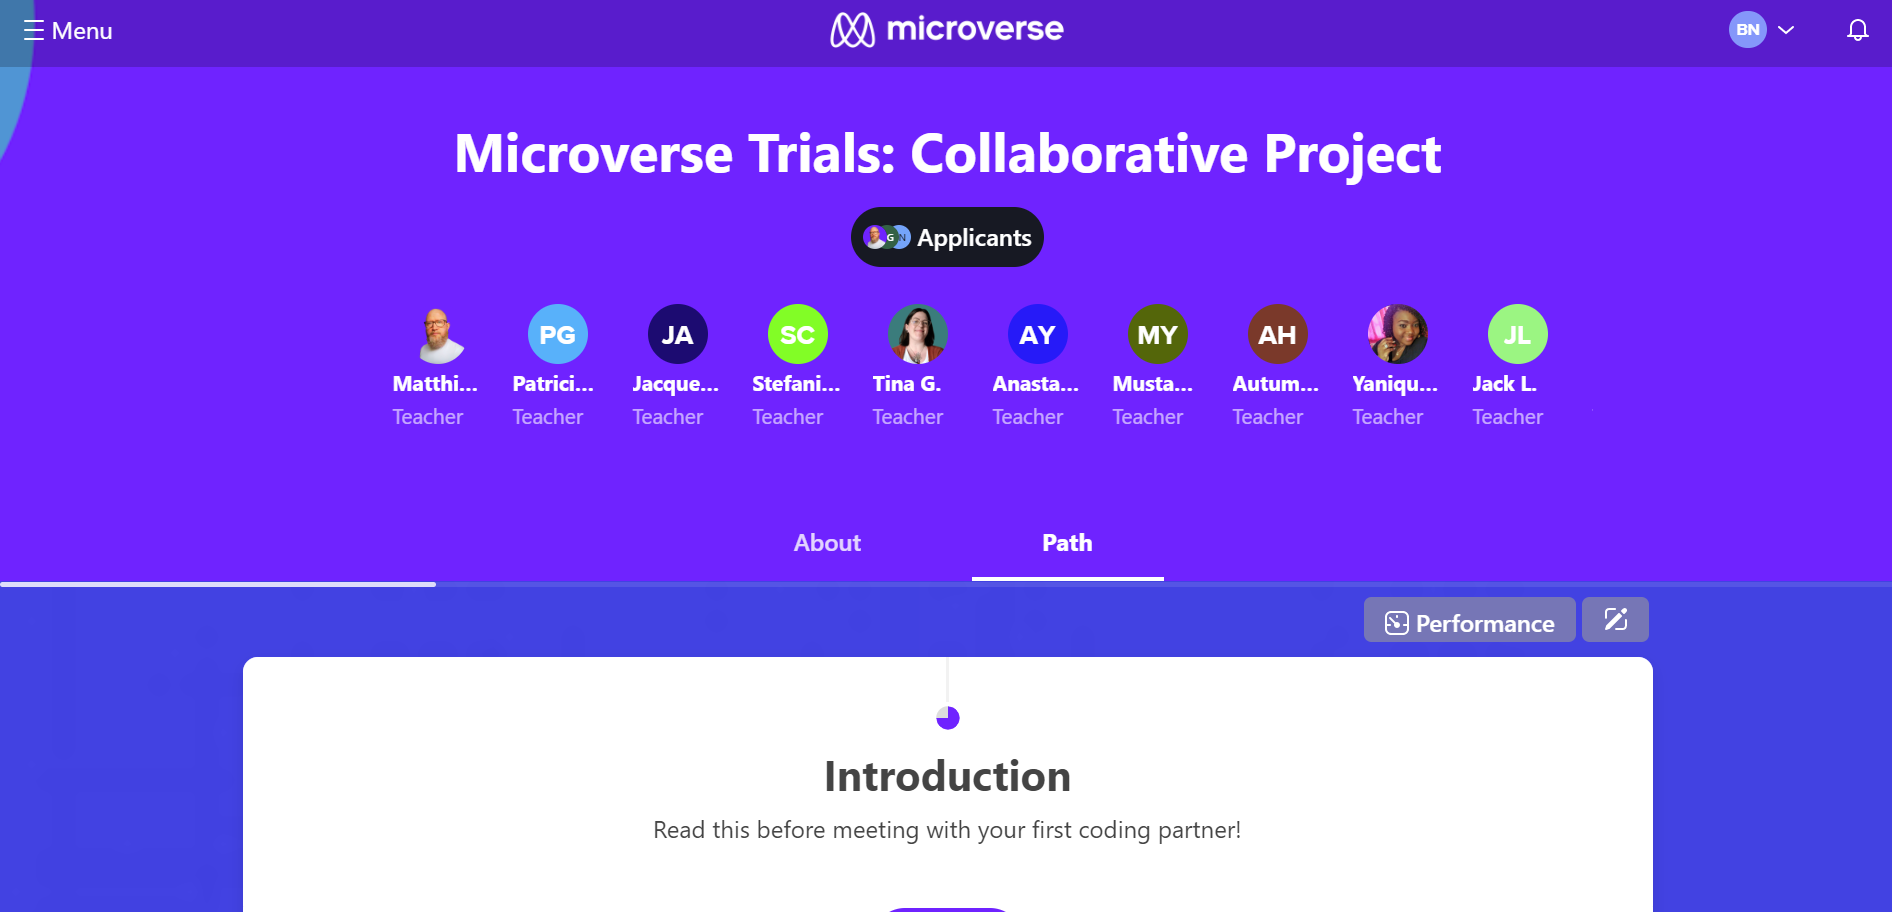 Menu
microverse
BN
Microverse Trials: Collaborative Project
G N Applicants
PG JA SC AY MY AH JL
Matthi... Patrici... Jacque... Stefani... Tina G. Anasta... Musta... Autum... Yaniqu... Jack L.
Teacher Teacher Teacher Teacher Teacher Teacher Teacher Teacher Teacher Teacher
About Path
Performance
Introduction
Read this before meeting with your first coding partner!